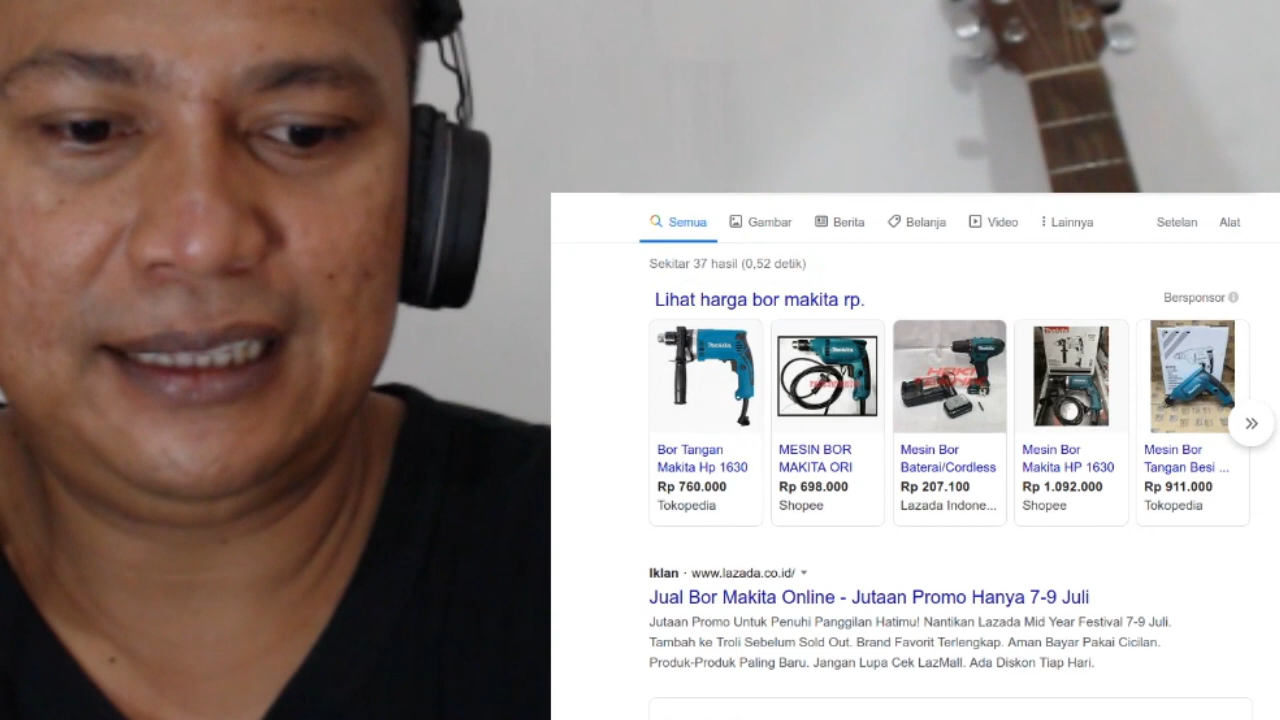 Semua Gambar Berita Belanja Video Lainnya Setelan Alat
Sekitar 37 hasil (0,52 detik)
Lihat harga bor makita rp.
Bersponsor
Bor Tangan
Makita Hp 1630
Rp 760.000
Tokopedia
MESIN BOR
MAKITA ORI
Rp 698.000
Shopee
Mesin Bor
Baterai/Cordless
Rp 207.100
Lazada Indone...
Mesin Bor
Makita HP 1630
Rp 1.092.000
Shopee
Mesin Bor
Tangan Besi ...
Rp 911.000
Tokopedia
Iklan · www.lazada.co.id/
Jual Bor Makita Online - Jutaan Promo Hanya 7-9 Juli
Jutaan Promo Untuk Penuhi Panggilan Hatimu! Nantikan Lazada Mid Year Festival 7-9 Juli.
Tambah ke Troli Sebelum Sold Out. Brand Favorit Terlengkap. Aman Bayar Pakai Cicilan.
Produk-Produk Paling Baru. Jangan Lupa Cek LazMall. Ada Diskon Tiap Hari.